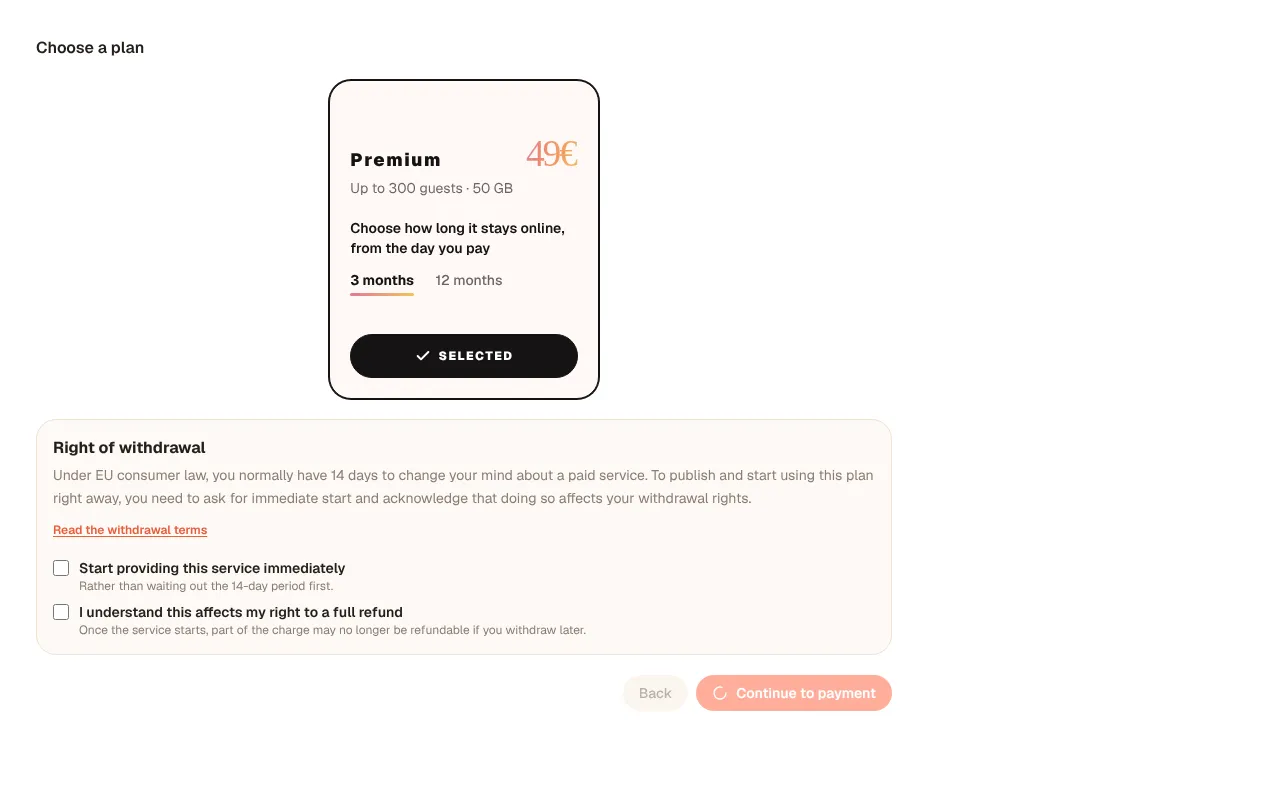 Choose a plan
Premium
49€
Up to 300 guests · 50 GB
Choose how long it stays online,
from the day you pay
3 months
12 months
SELECTED
Right of withdrawal
Under EU consumer law, you normally have 14 days to change your mind about a paid service. To publish and start using this plan
right away, you need to ask for immediate start and acknowledge that doing so affects your withdrawal rights.
Read the withdrawal terms
Start providing this service immediately
Rather than waiting out the 14-day period first.
I understand this affects my right to a full refund
Once the service starts, part of the charge may no longer be refundable if you withdraw later.
Back
Continue to payment